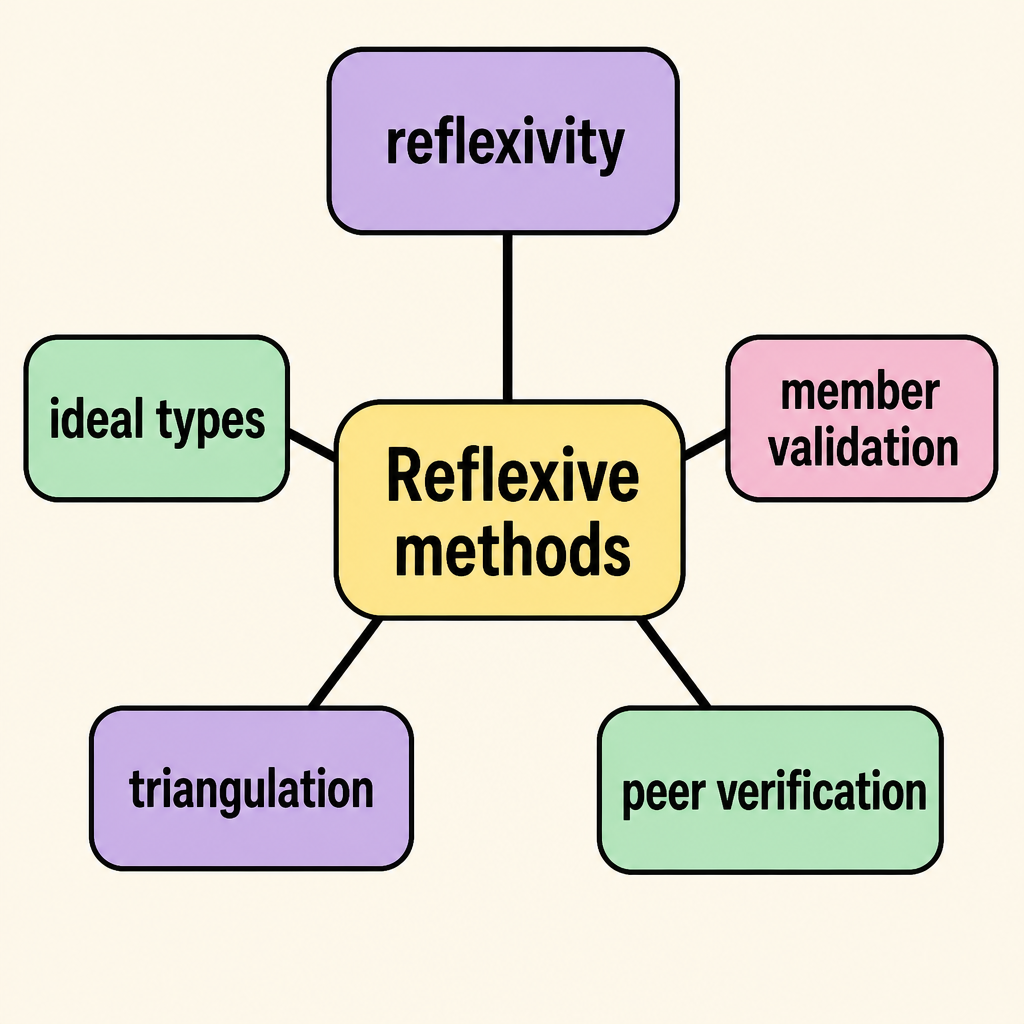 reflexivity
ideal types
member
validation
Reflexive
methods
triangulation
peer verification